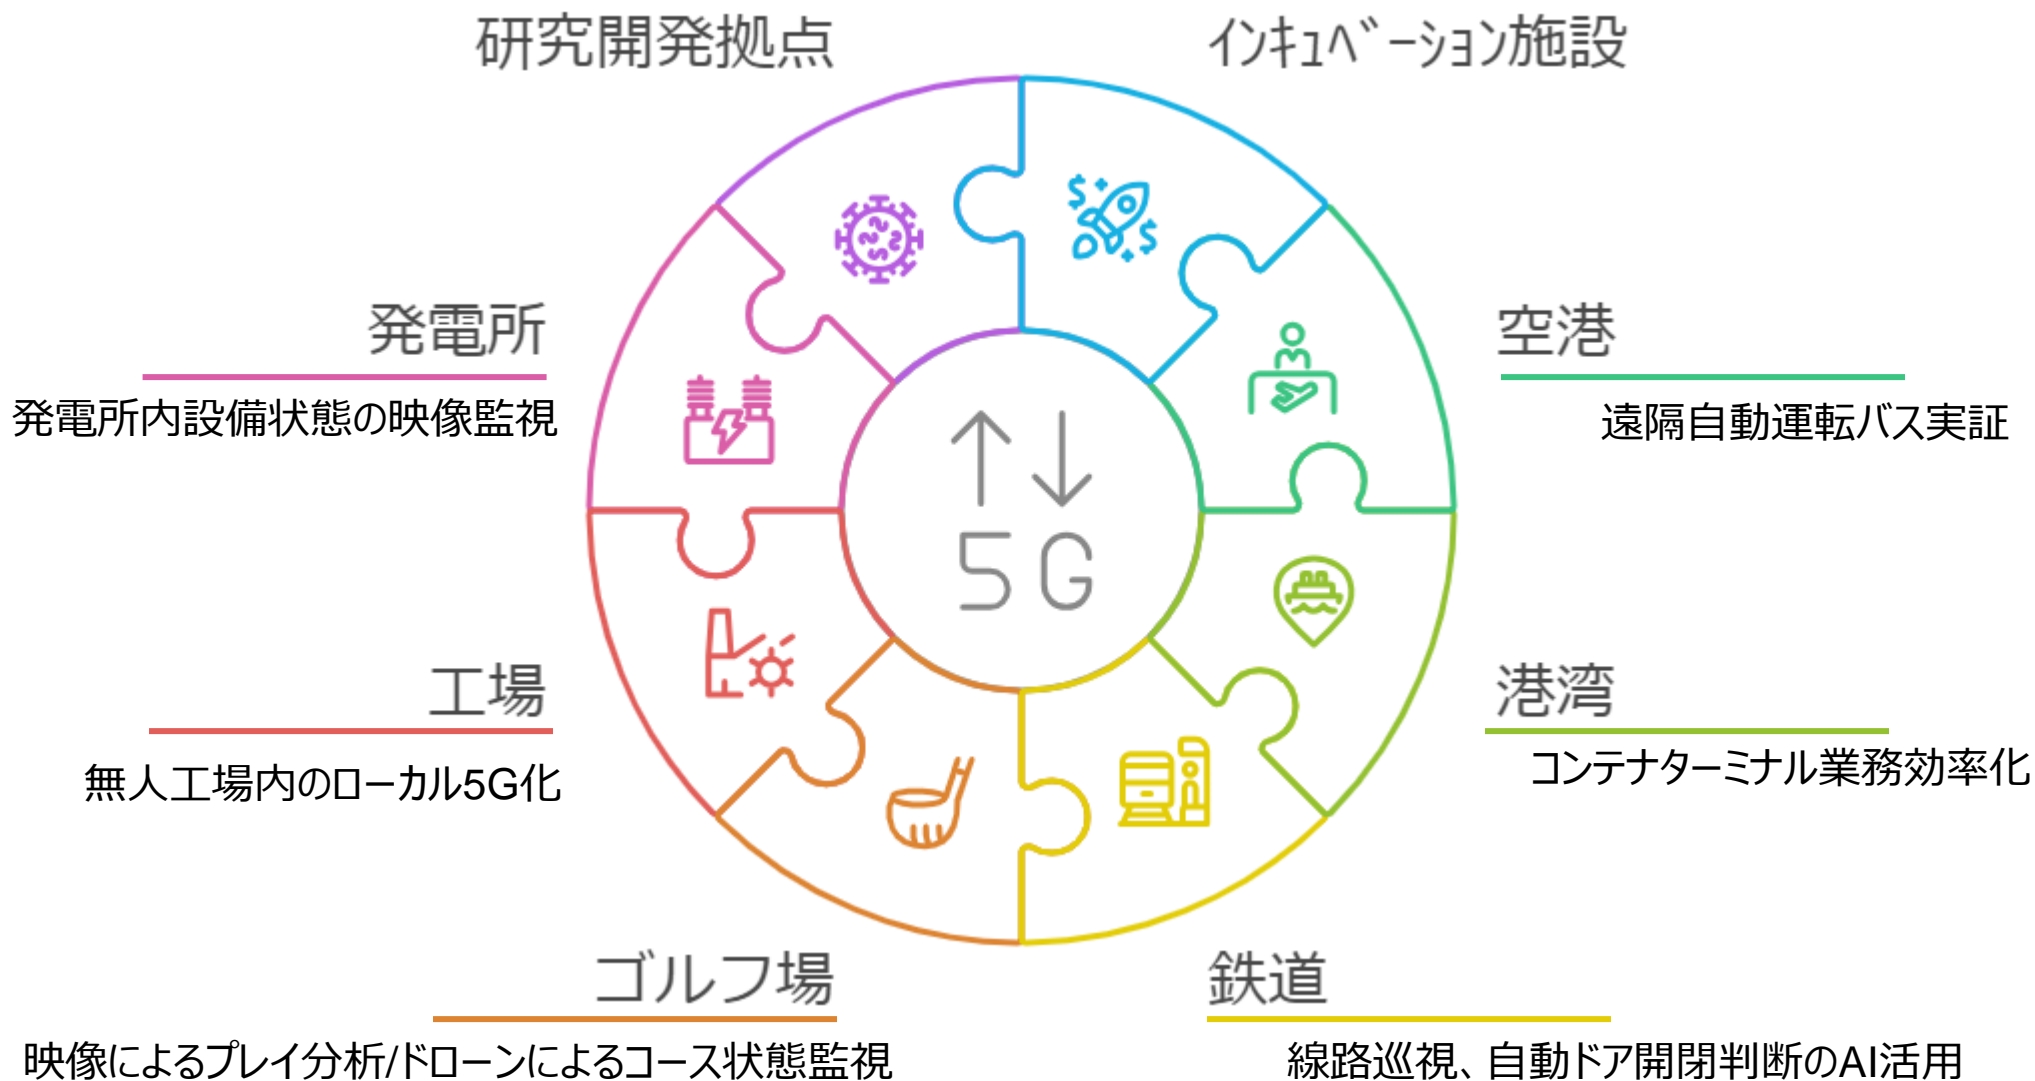 研究開発拠点
ｲﾝｷｭﾍﾞｰｼｮﾝ施設
発電所
発電所内設備状態の映像監視
空港
遠隔自動運転バス実証
5G
工場
無人工場内のローカル5G化
港湾
コンテナターミナル業務効率化
ゴルフ場
映像によるプレイ分析/ドローンによるコース状態監視
鉄道
線路巡視、自動ドア開閉判断のAI活用